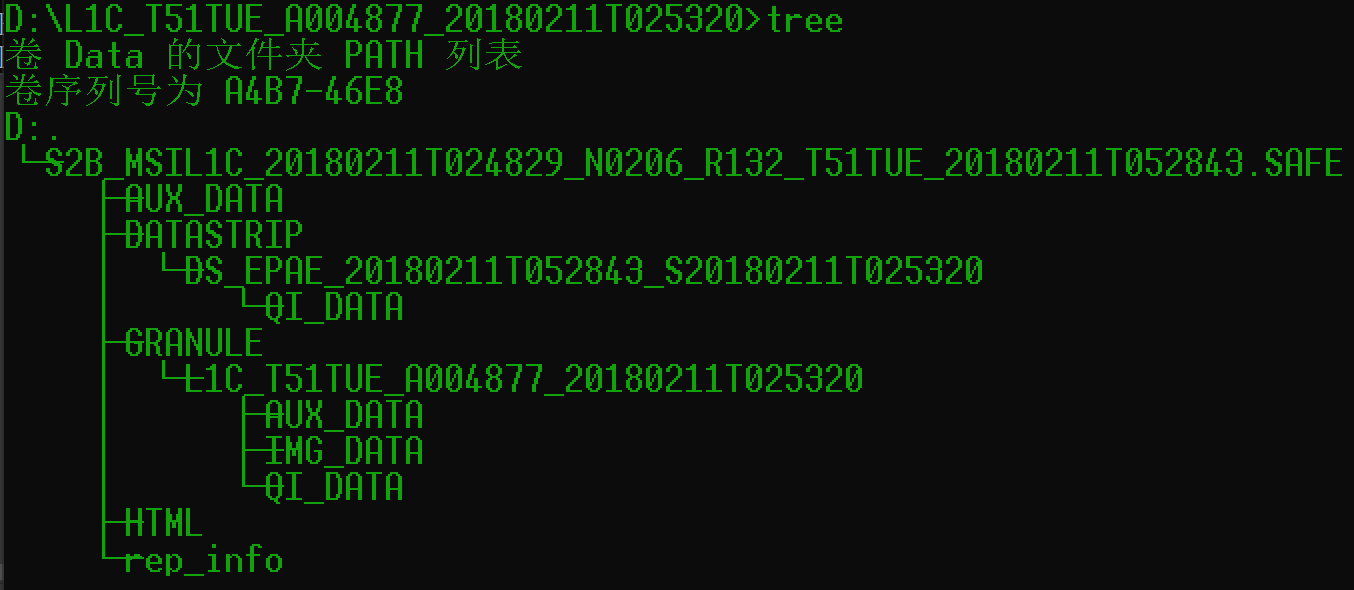 D:\L1C_T51TUE_A004877_20180211T025320>tree
卷 Data 的文件夹 PATH 列表
卷序列号为 A4B7-46E8
D:.
└─S2B_MSIL1C_20180211T024829_N0206_R132_T51TUE_20180211T052843.SAFE
    ├─AUX_DATA
    ├─DATASTRIP
    │  └─DS_EPAE_20180211T052843_S20180211T025320
    │      └─QI_DATA
    ├─GRANULE
    │  └─L1C_T51TUE_A004877_20180211T025320
    │      ├─AUX_DATA
    │      ├─IMG_DATA
    │      └─QI_DATA
    ├─HTML
    └─rep_info